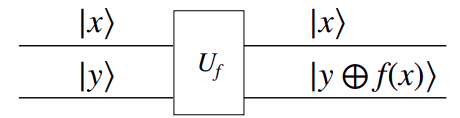 |x⟩ |x⟩
U_f
|y⟩ |y ⊕ f(x)⟩